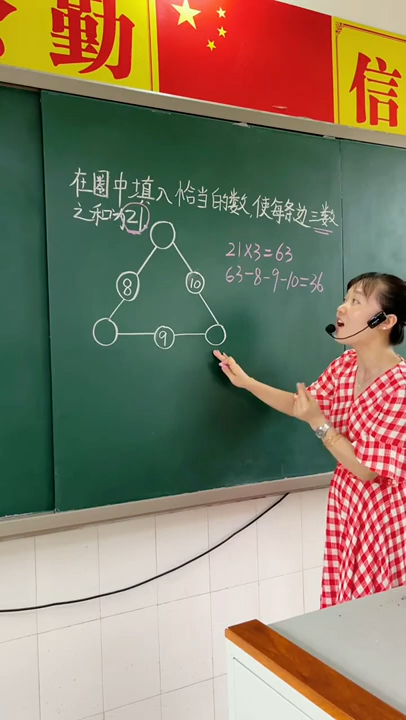 勤
信
在圈中填入恰当的数,使每条边三数
之和为21
21×3=63
63-8-9-10=36
8
10
9